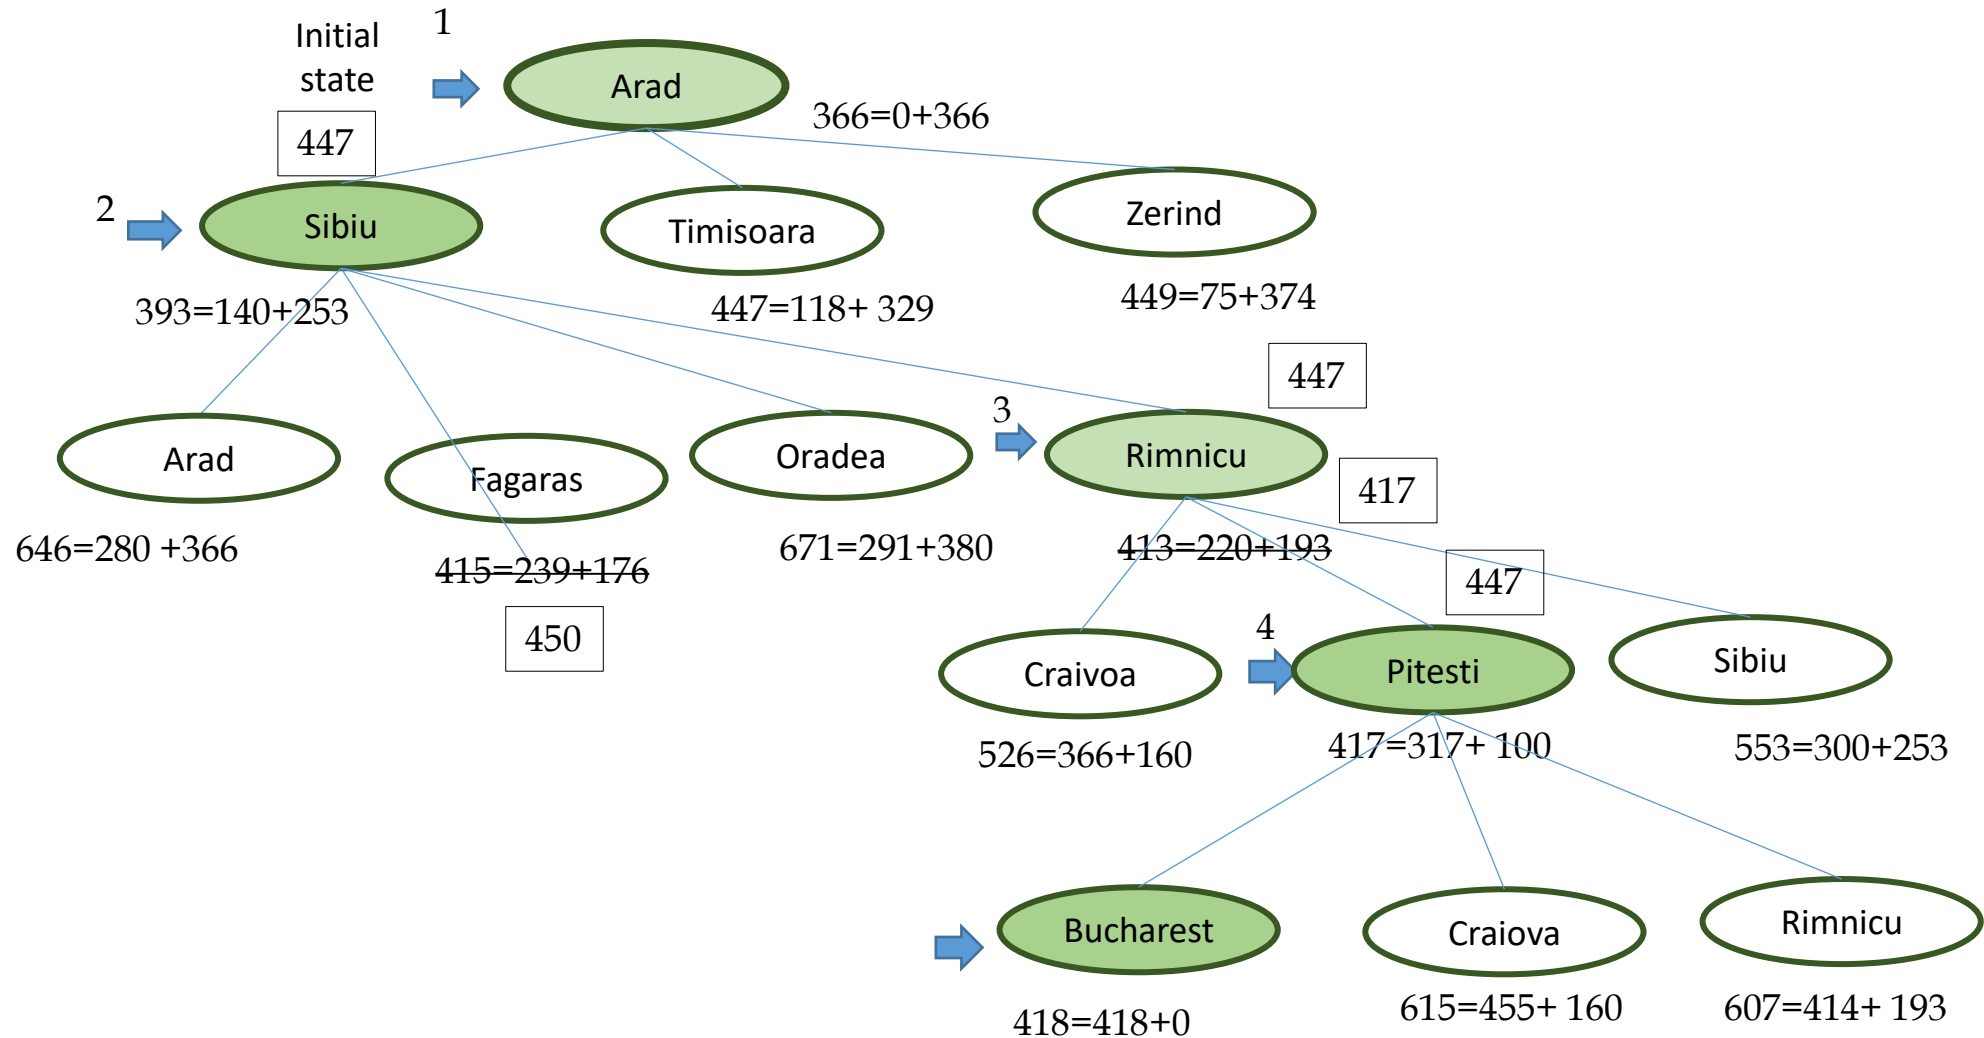 Initial
state
1
Arad
366=0+366
447
2
Sibiu
Timisoara
Zerind
393=140+253
447=118+ 329
449=75+374
447
3
Arad
Fagaras
Oradea
Rimnicu
417
646=280 +366
415=239+176
671=291+380
413=220+193
447
450
4
Craivoa
Pitesti
Sibiu
526=366+160
417=317+ 100
553=300+253
Bucharest
Craiova
Rimnicu
418=418+0
615=455+ 160
607=414+ 193